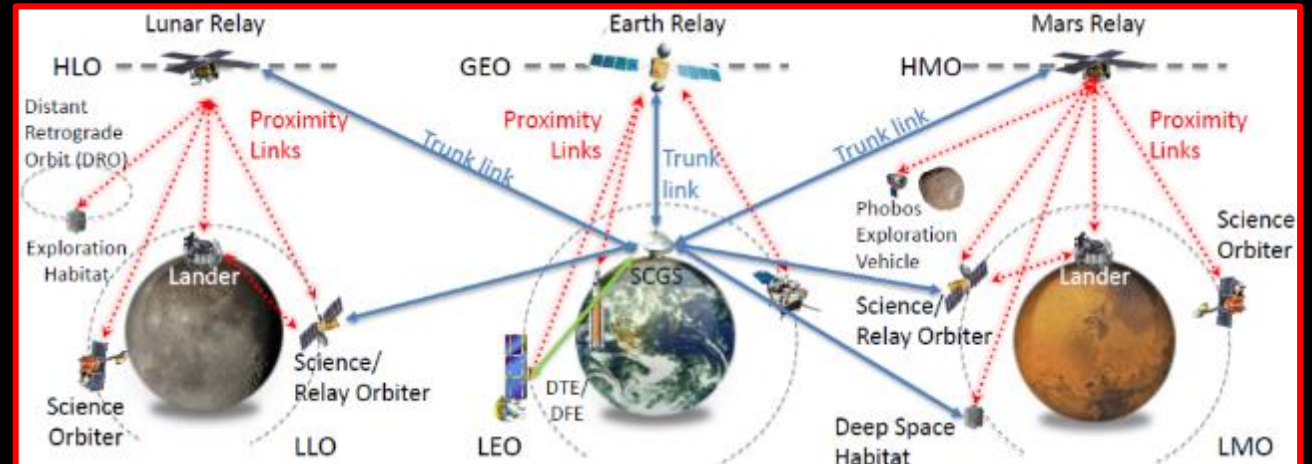 Lunar Relay
Earth Relay
Mars Relay
HLO
GEO
HMO
Distant
Retrograde
Orbit (DRO)
Proximity
Links
Trunk link
Proximity
Links
Trunk
link
Trunk link
Proximity
Links
Phobos
Exploration
Vehicle
Science
Orbiter
Exploration
Habitat
Lander
SCGS
Lander
Science/
Relay Orbiter
Science/
Relay Orbiter
DTE/
DFE
Science
Orbiter
LLO
LEO
Deep Space
Habitat
LMO